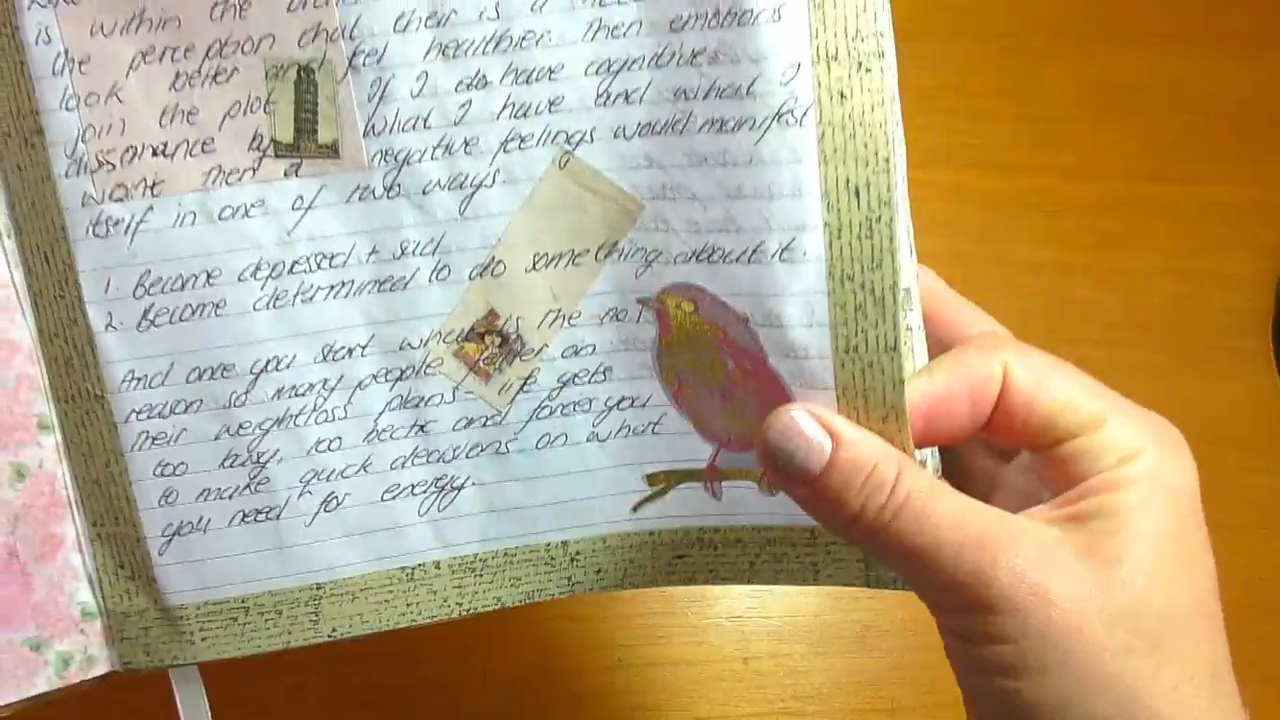 is within the
the perception that their is a
look better and feel healthier. then emotions
join the plot. If I do have cognitive
dissonance by what I have and what I
want then a negative feelings would manifest
itself in one of two ways.
1. Become depressed + sad
2. Become determined to do something about it.
And once you start what is the no.1
reason so many people falter on
their weightloss plans - life gets
too busy, too hectic and forces you
to make quick decisions on what
you need for energy.